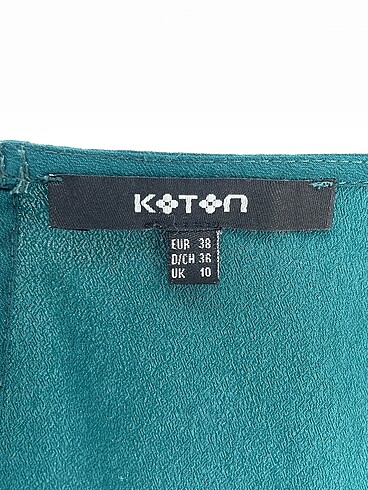 KOTON
EUR 38
D/CH 36
UK 10